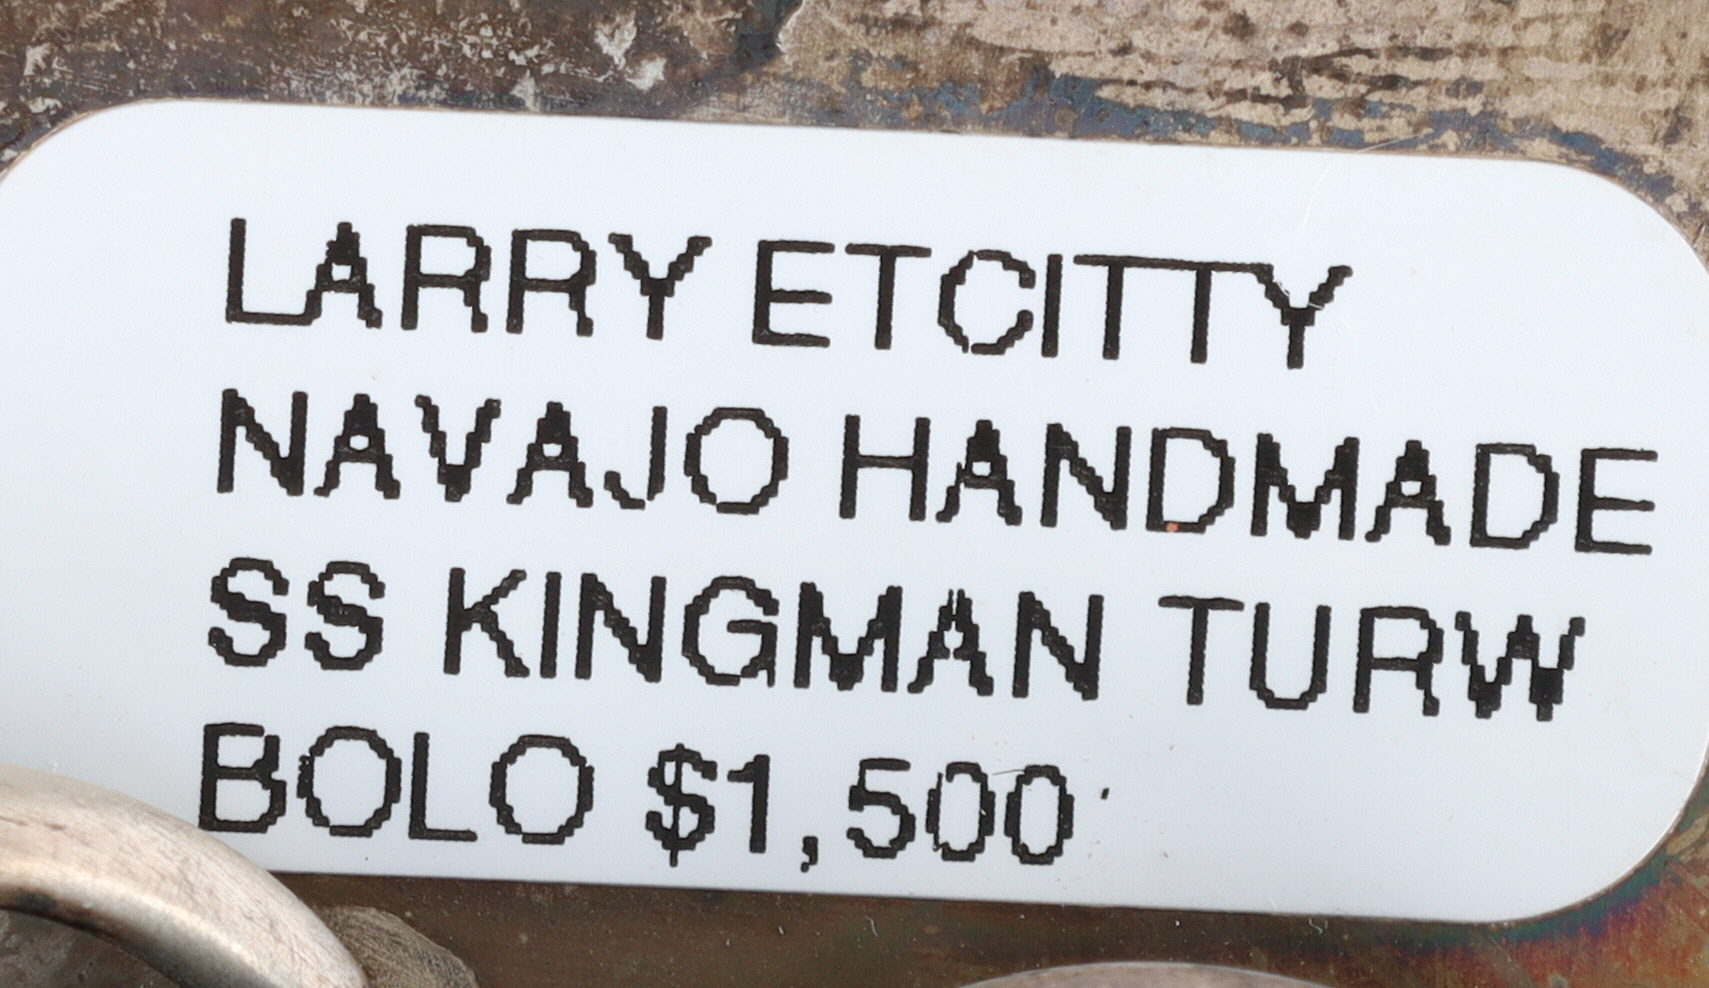 LARRY ETCITTY
NAVAJO HANDMADE
SS KINGMAN TURW
BOLO $1,500